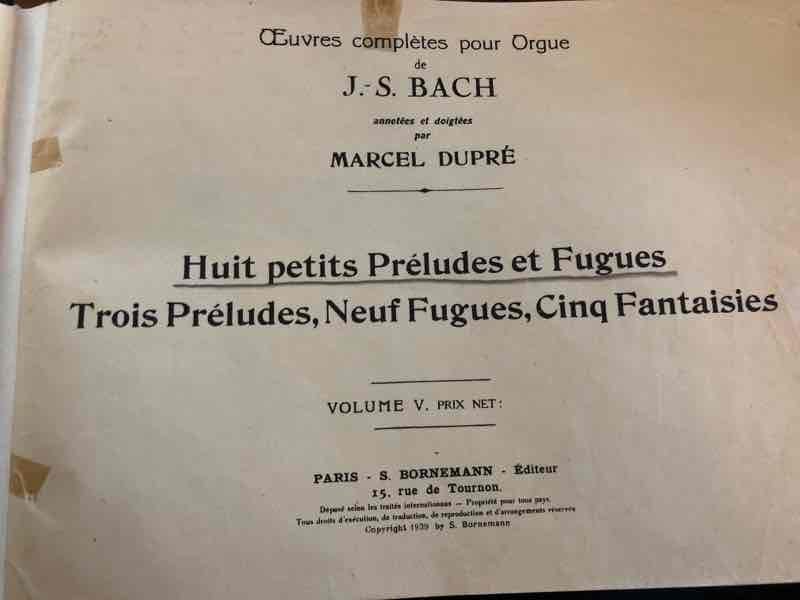 Œuvres complètes pour Orgue
de
J.-S. BACH
annotées et doigtées
par
MARCEL DUPRÉ
Huit petits Préludes et Fugues
Trois Préludes, Neuf Fugues, Cinq Fantaisies
VOLUME V. PRIX NET:
PARIS - S. BORNEMANN - Éditeur
15, rue de Tournon.
Déposé selon les traités internationaux — Propriété pour tous pays.
Tous droits d'exécution, de traduction, de reproduction et d'arrangements réservés
Copyright 1939 by S. Bornemann